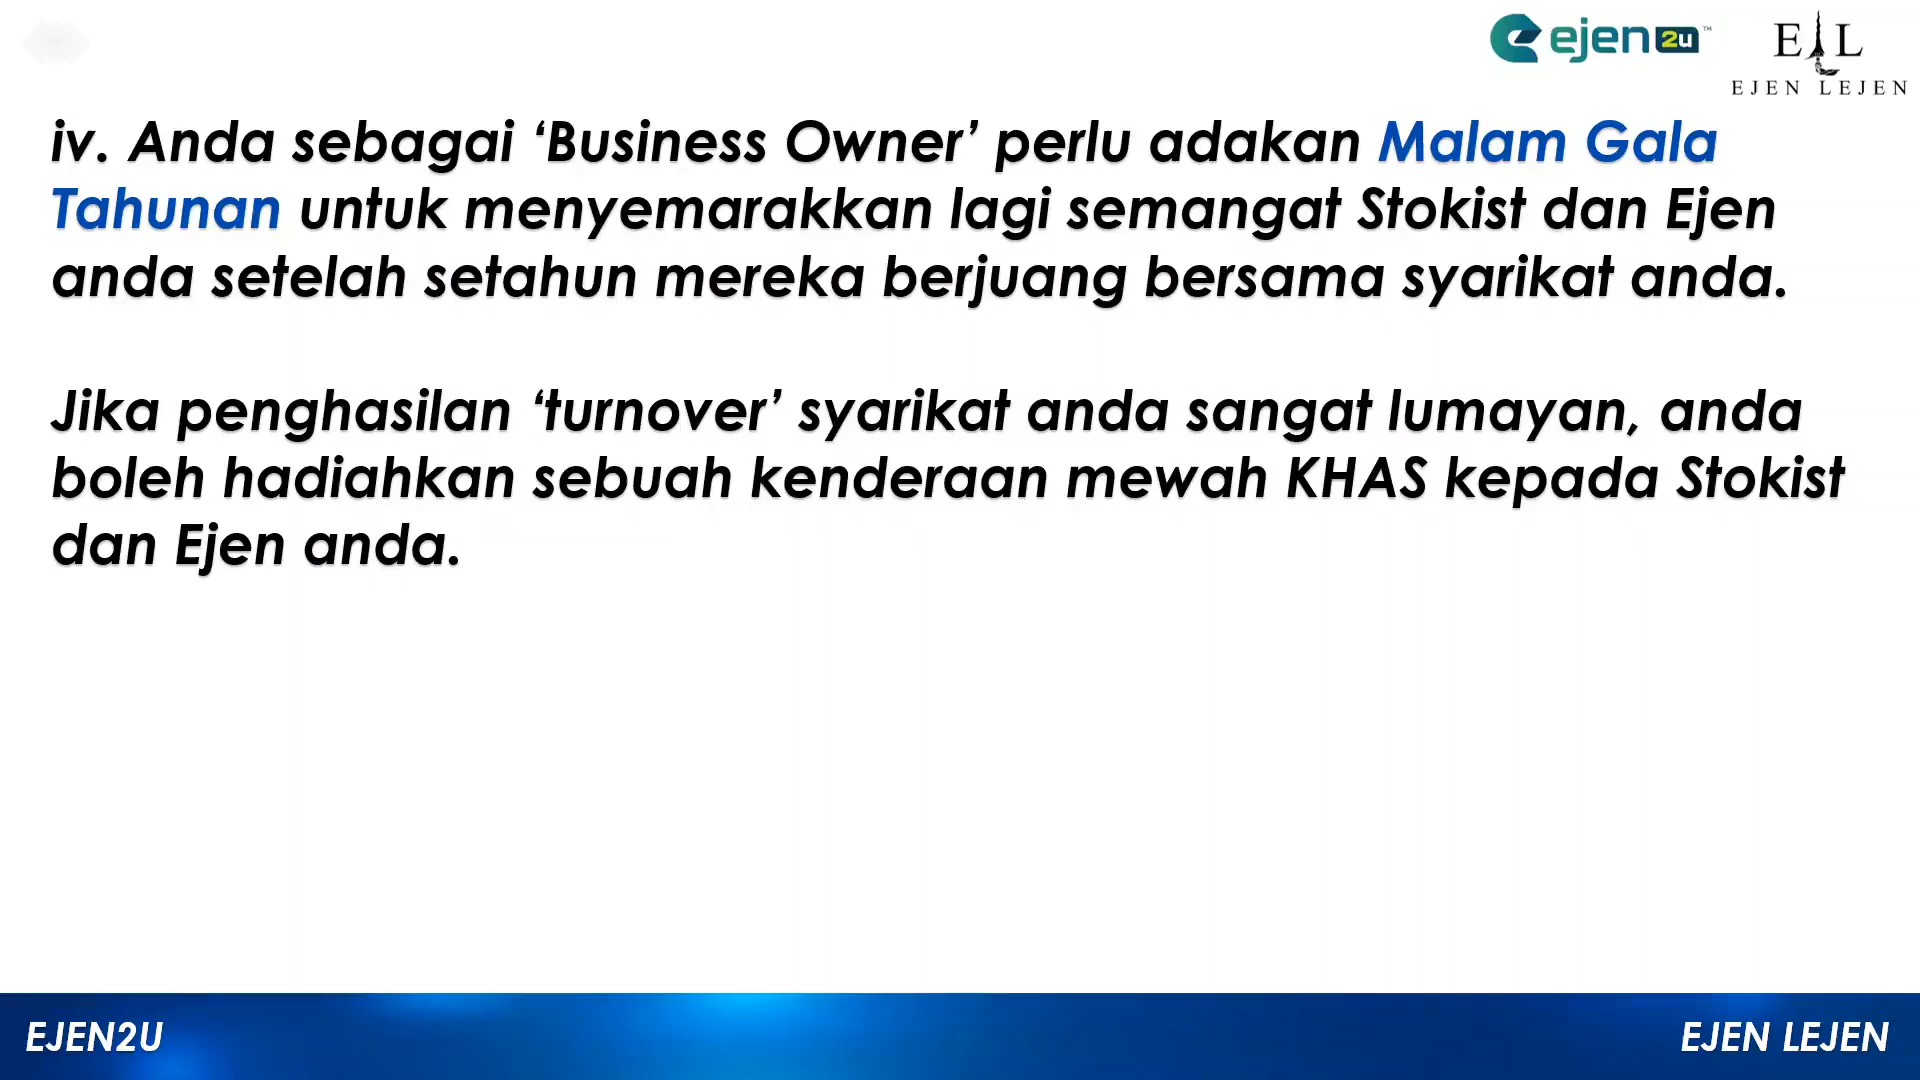 ejen2u™
EL
EJEN LEJEN
iv. Anda sebagai ‘Business Owner’ perlu adakan Malam Gala
Tahunan untuk menyemarakkan lagi semangat Stokist dan Ejen
anda setelah setahun mereka berjuang bersama syarikat anda.
Jika penghasilan ‘turnover’ syarikat anda sangat lumayan, anda
boleh hadiahkan sebuah kenderaan mewah KHAS kepada Stokist
dan Ejen anda.
EJEN2U
EJEN LEJEN